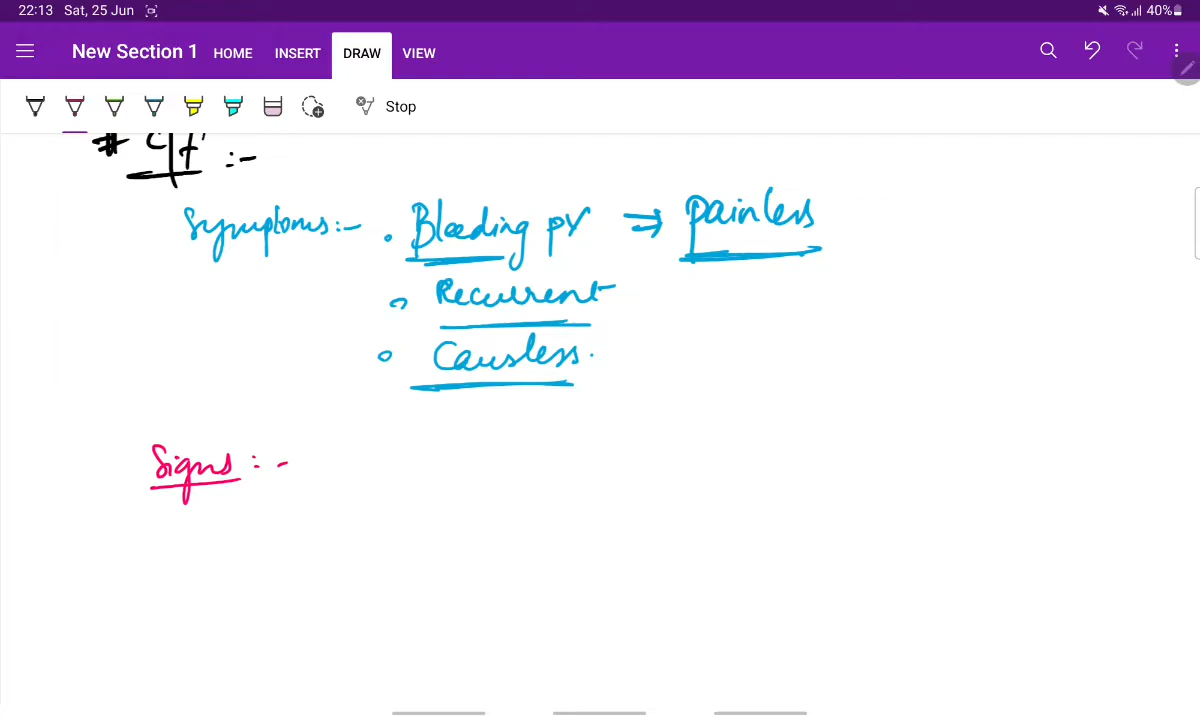 22:13 Sat, 25 Jun 40%
New Section 1 HOME INSERT DRAW VIEW
Stop
# C/f :-
Symptoms:- . Bleeding PV ⇒ painless
Recurrent
Causless.
Signs :-